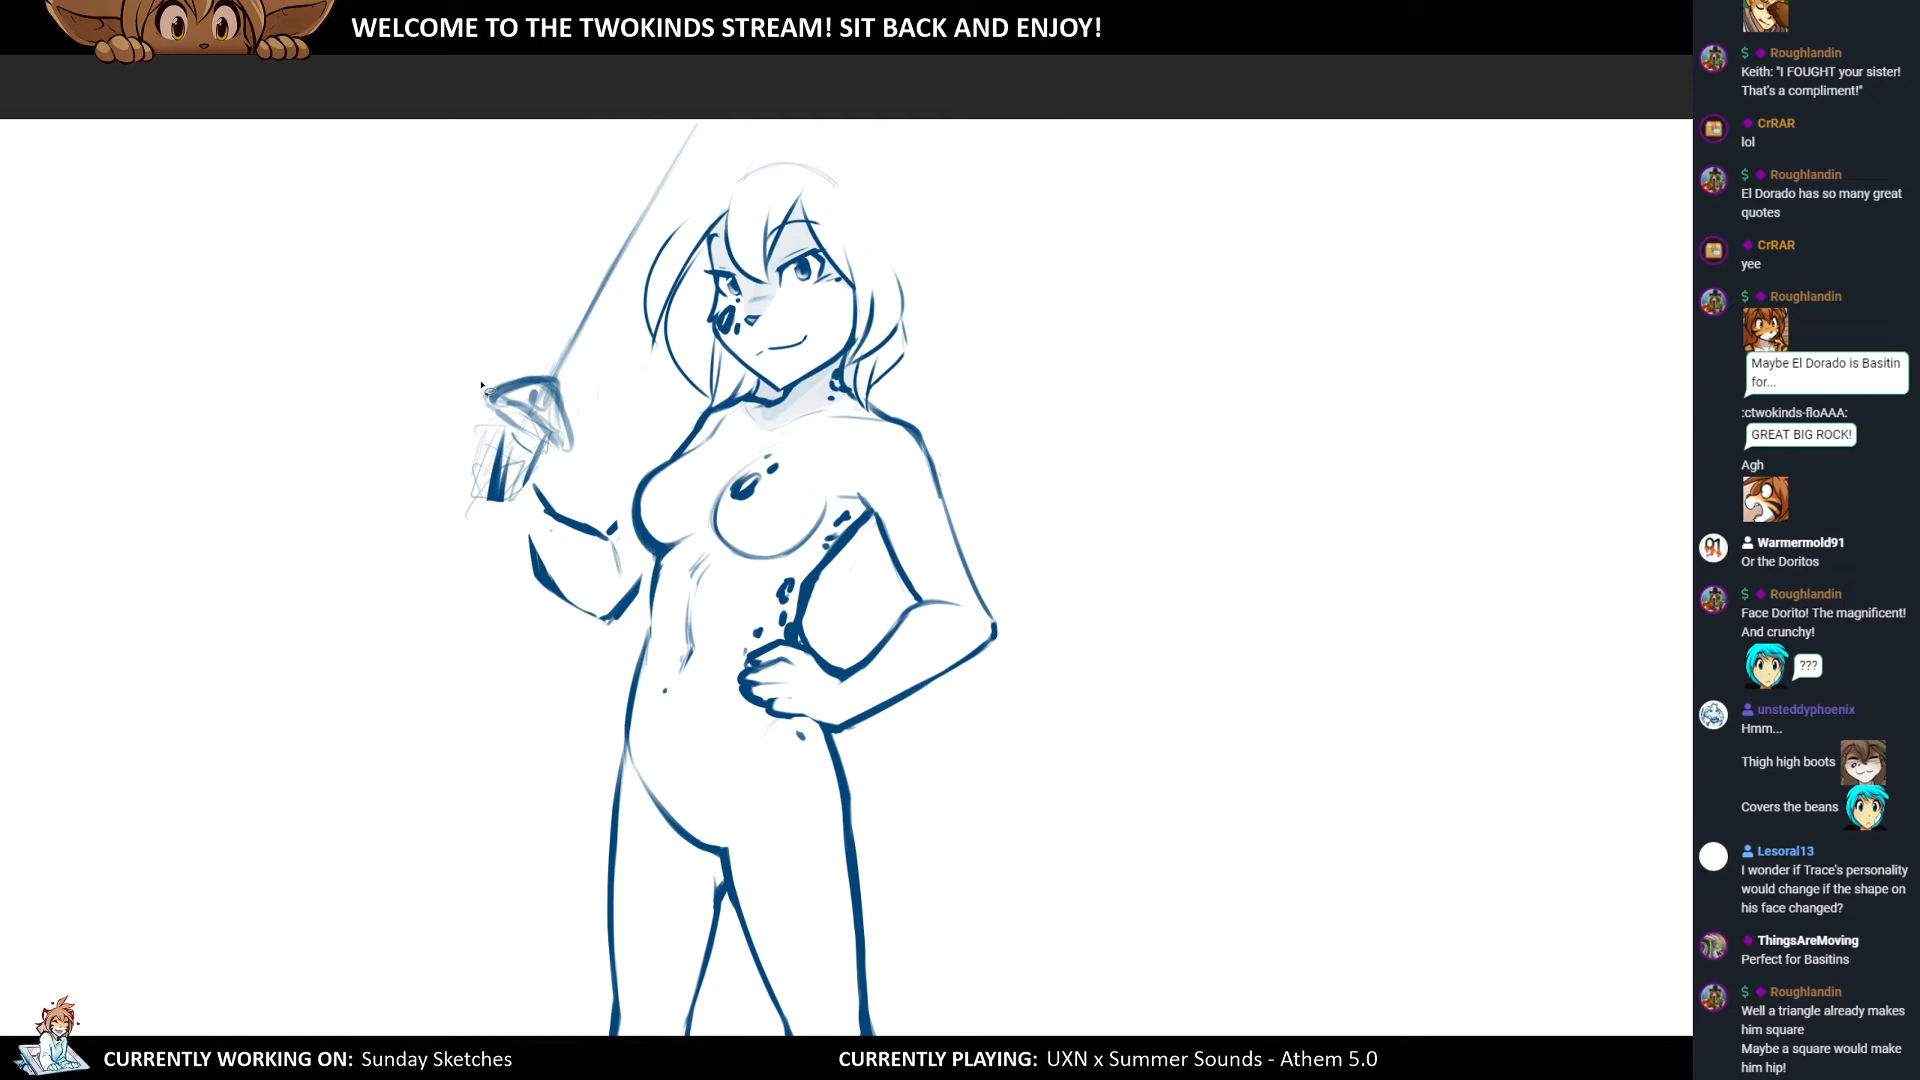 WELCOME TO THE TWOKINDS STREAM! SIT BACK AND ENJOY!
$ Roughlandin
Keith: "I FOUGHT your sister!
That's a compliment!"
CrRAR
lol
$ Roughlandin
El Dorado has so many great
quotes
CrRAR
yee
$ Roughlandin
Maybe El Dorado is Basitin
for...
:ctwokinds-floAAA:
GREAT BIG ROCK!
Agh
91
Warmermold91
Or the Doritos
$ Roughlandin
Face Dorito! The magnificent!
And crunchy!
???
unsteddyphoenix
Hmm...
Thigh high boots
Covers the beans
Lesoral13
I wonder if Trace's personality
would change if the shape on
his face changed?
ThingsAreMoving
Perfect for Basitins
$ Roughlandin
Well a triangle already makes
him square
Maybe a square would make
him hip!
CURRENTLY WORKING ON: Sunday Sketches
CURRENTLY PLAYING: UXN x Summer Sounds - Athem 5.0